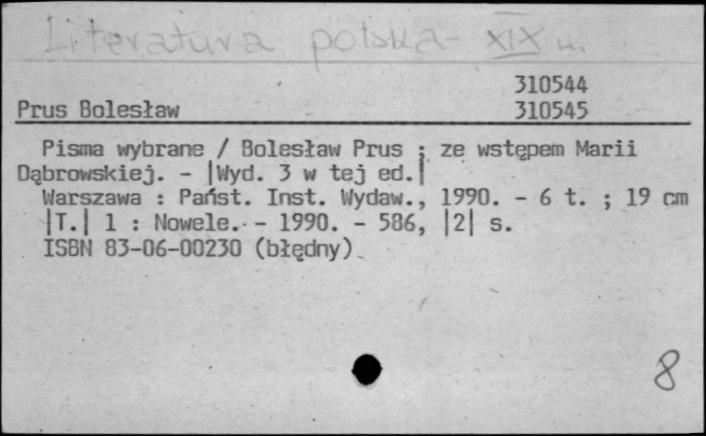 Literatura polska - XIX w.
310544
Prus Bolesław 310545
Pisma wybrane / Bolesław Prus ; ze wstępem Marii
Dąbrowskiej. - |Wyd. 3 w tej ed.|
Warszawa : Państ. Inst. Wydaw., 1990. - 6 t. ; 19 cm
|T.| 1 : Nowele. - 1990. - 586, |2| s.
ISBN 83-06-00230 (błędny)
8